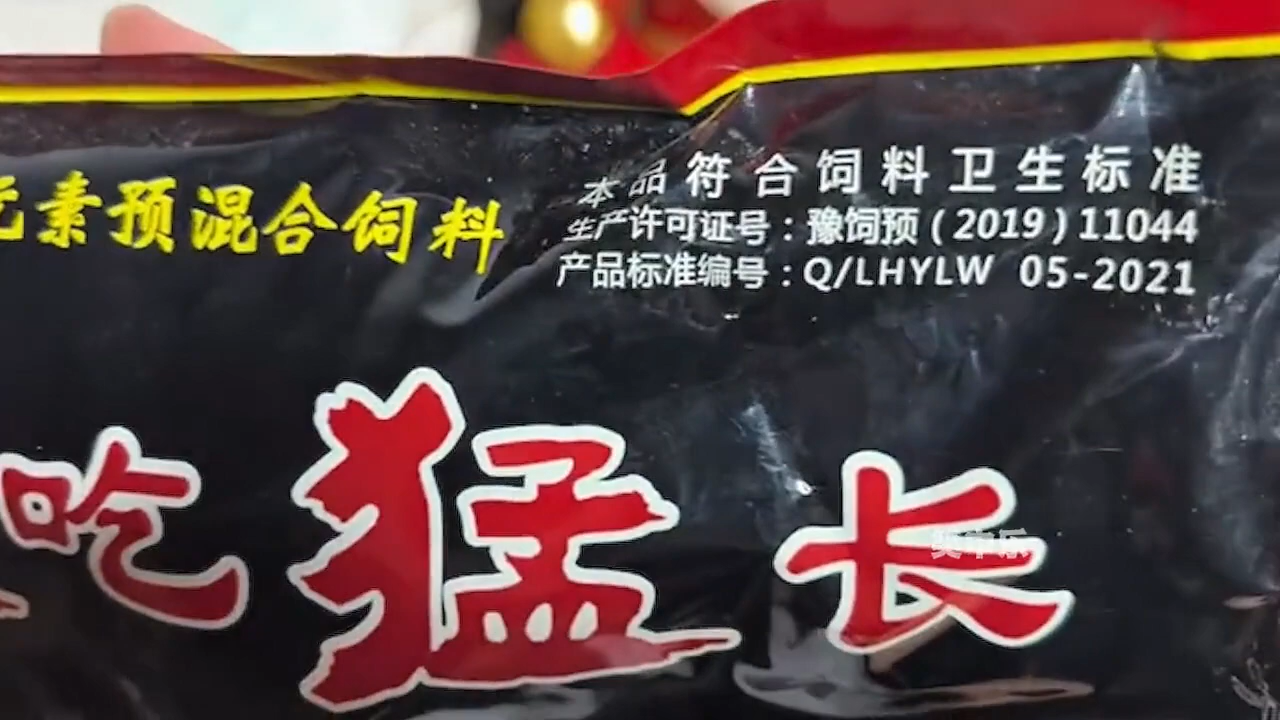 元素预混合饲料
本品符合饲料卫生标准
生产许可证号：豫饲预（2019）11044
产品标准编号：Q/LHYLW 05-2021
吃猛长